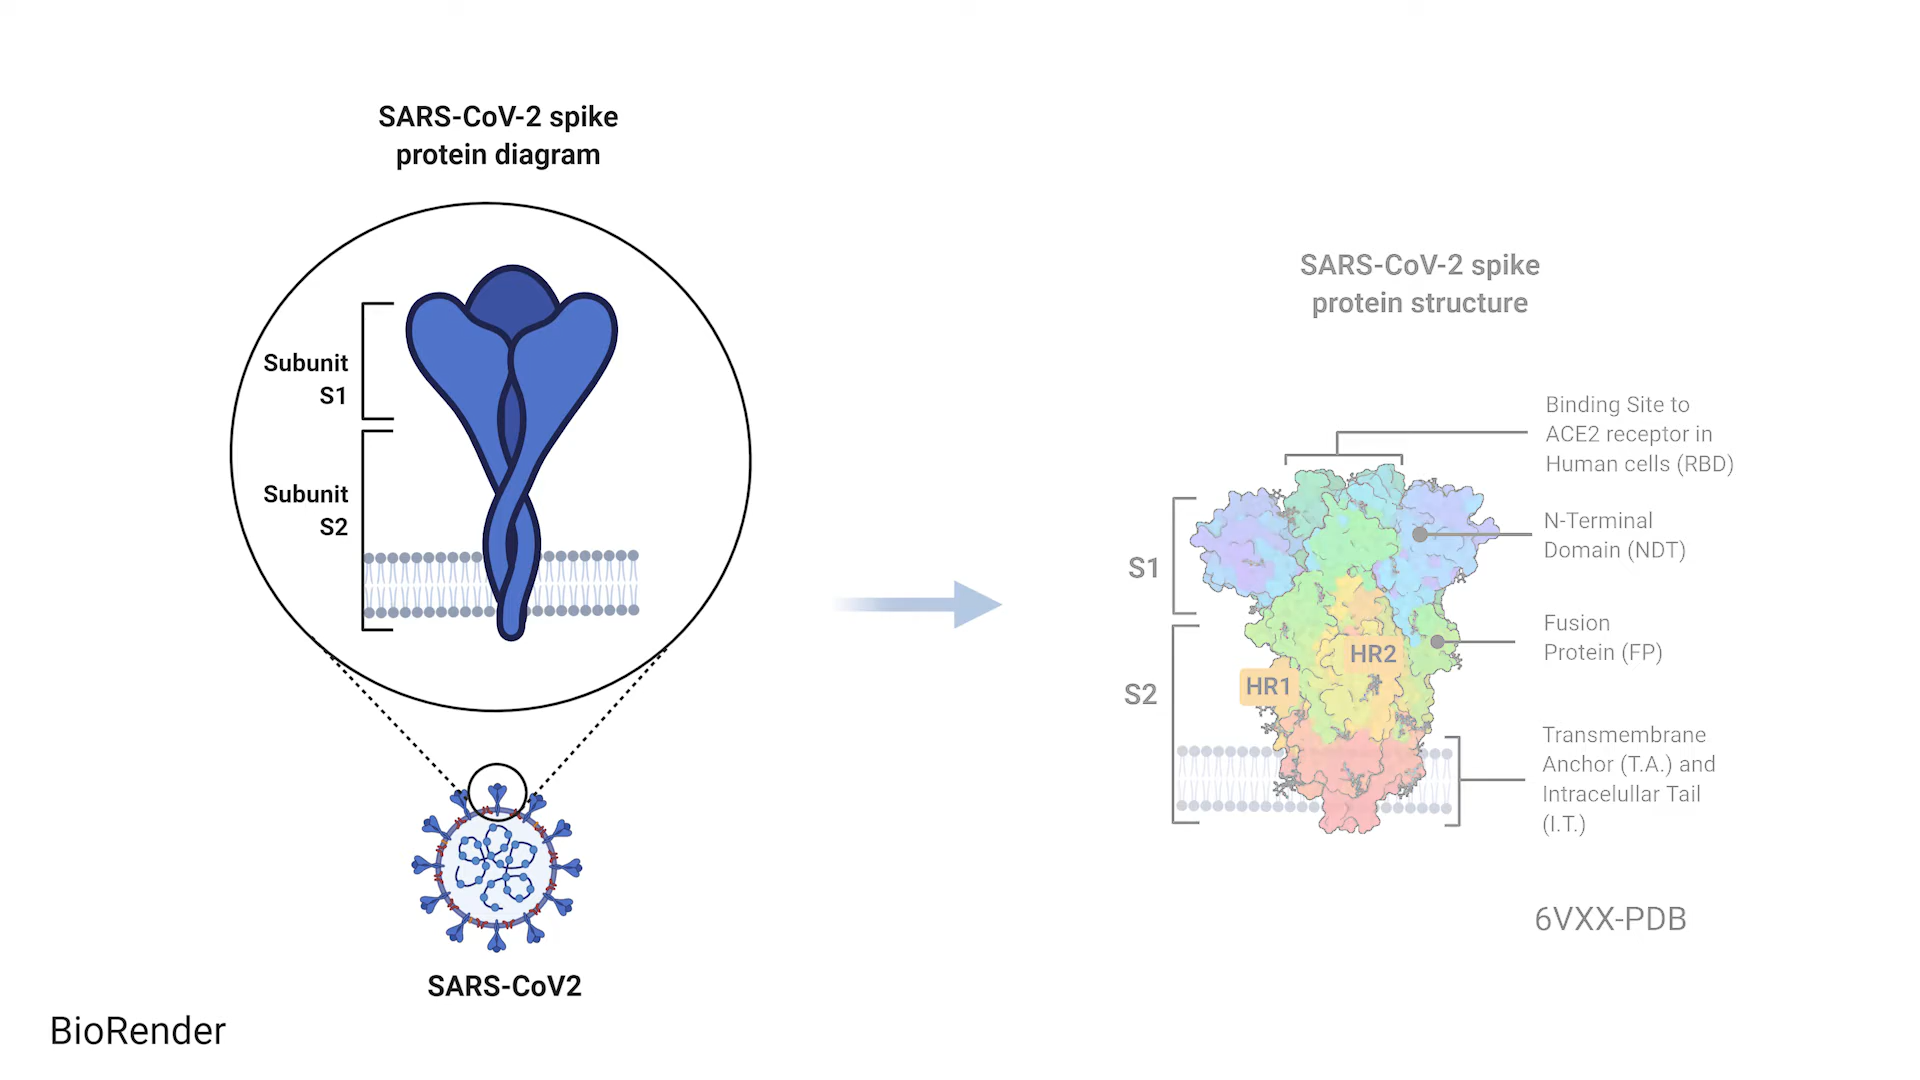 SARS-CoV-2 spike
protein diagram
Subunit
S1
Subunit
S2
SARS-CoV2
BioRender
SARS-CoV-2 spike
protein structure
Binding Site to
ACE2 receptor in
Human cells (RBD)
N-Terminal
Domain (NDT)
S1
Fusion
Protein (FP)
HR2
HR1
S2
Transmembrane
Anchor (T.A.) and
Intracelullar Tail
(I.T.)
6VXX-PDB